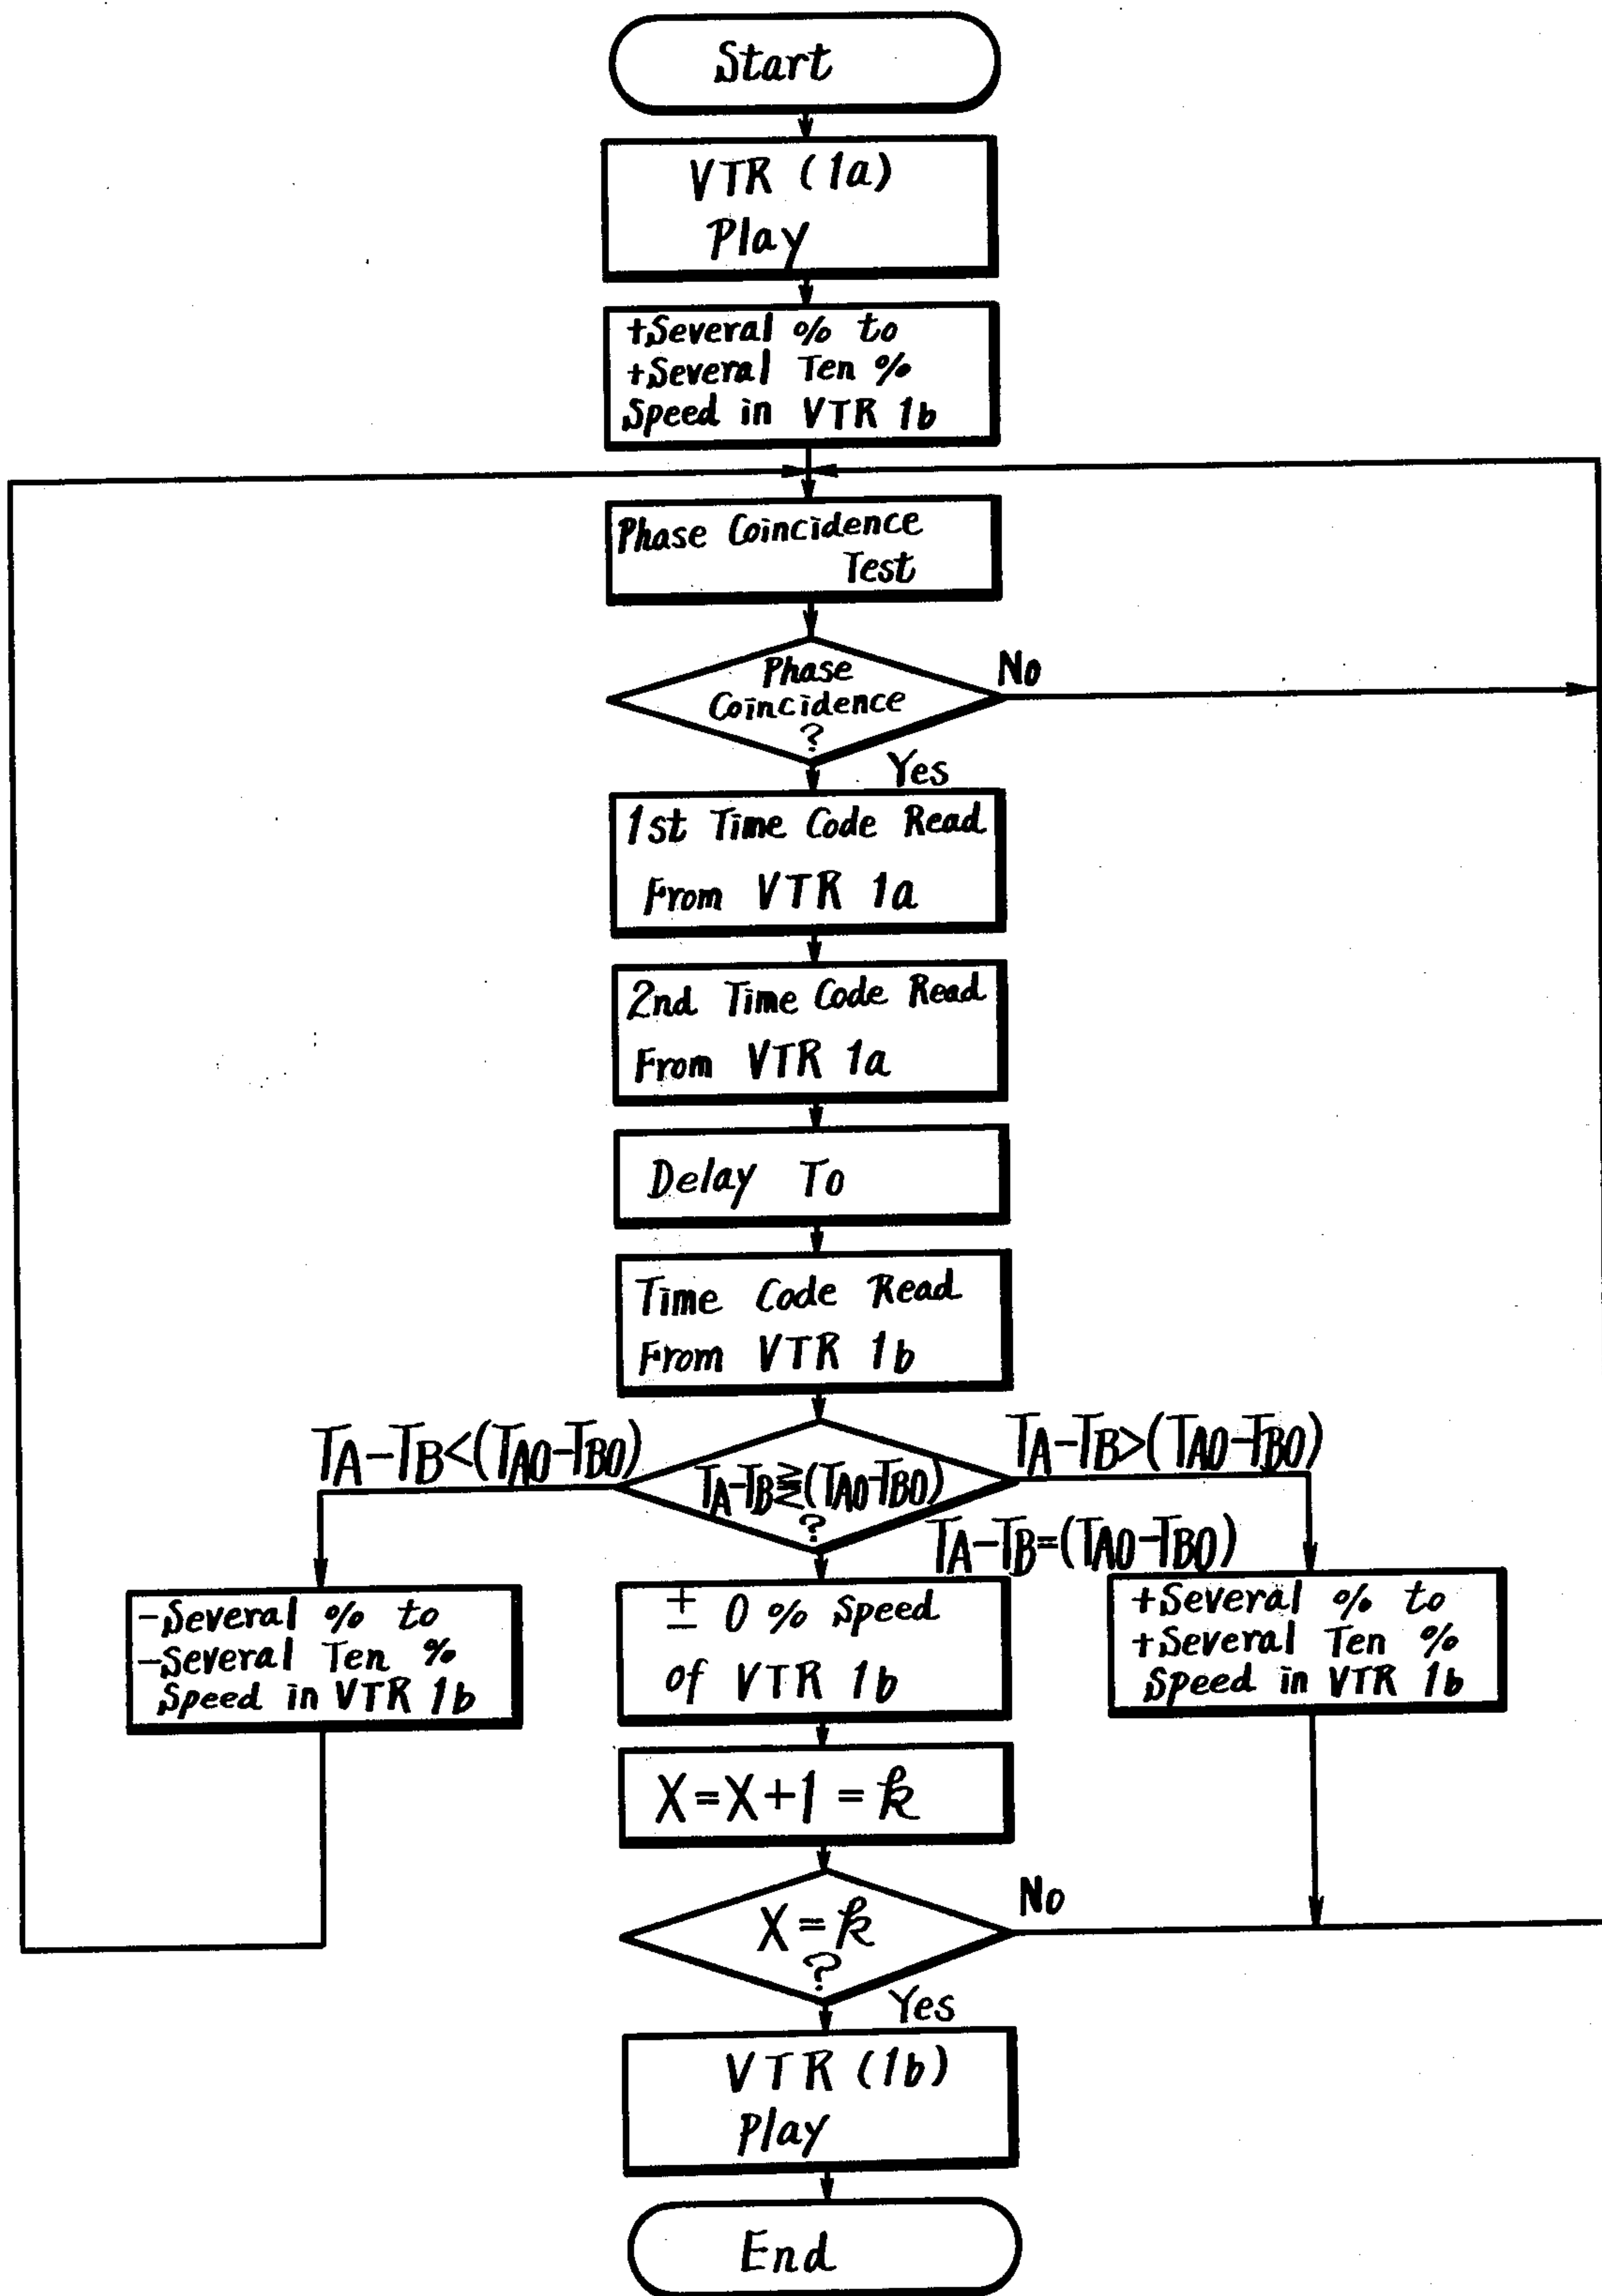 Start
VTR (1a)
Play
+Several % to
+Several Ten %
Speed in VTR 1b
Phase Coincidence
Test
Phase
Coincidence
?
No
Yes
1st Time Code Read
From VTR 1a
2nd Time Code Read
From VTR 1a
Delay To
Time Code Read
From VTR 1b
TA-TB<(TA0-TB0)
TA-TB⋛(TA0-TB0)
?
TA-TB>(TA0-TB0)
TA-TB=(TA0-TB0)
-Several % to
-Several Ten %
Speed in VTR 1b
± 0 % Speed
of VTR 1b
+Several % to
+Several Ten %
Speed in VTR 1b
X=X+1=k
X=k
?
No
Yes
VTR (1b)
Play
End